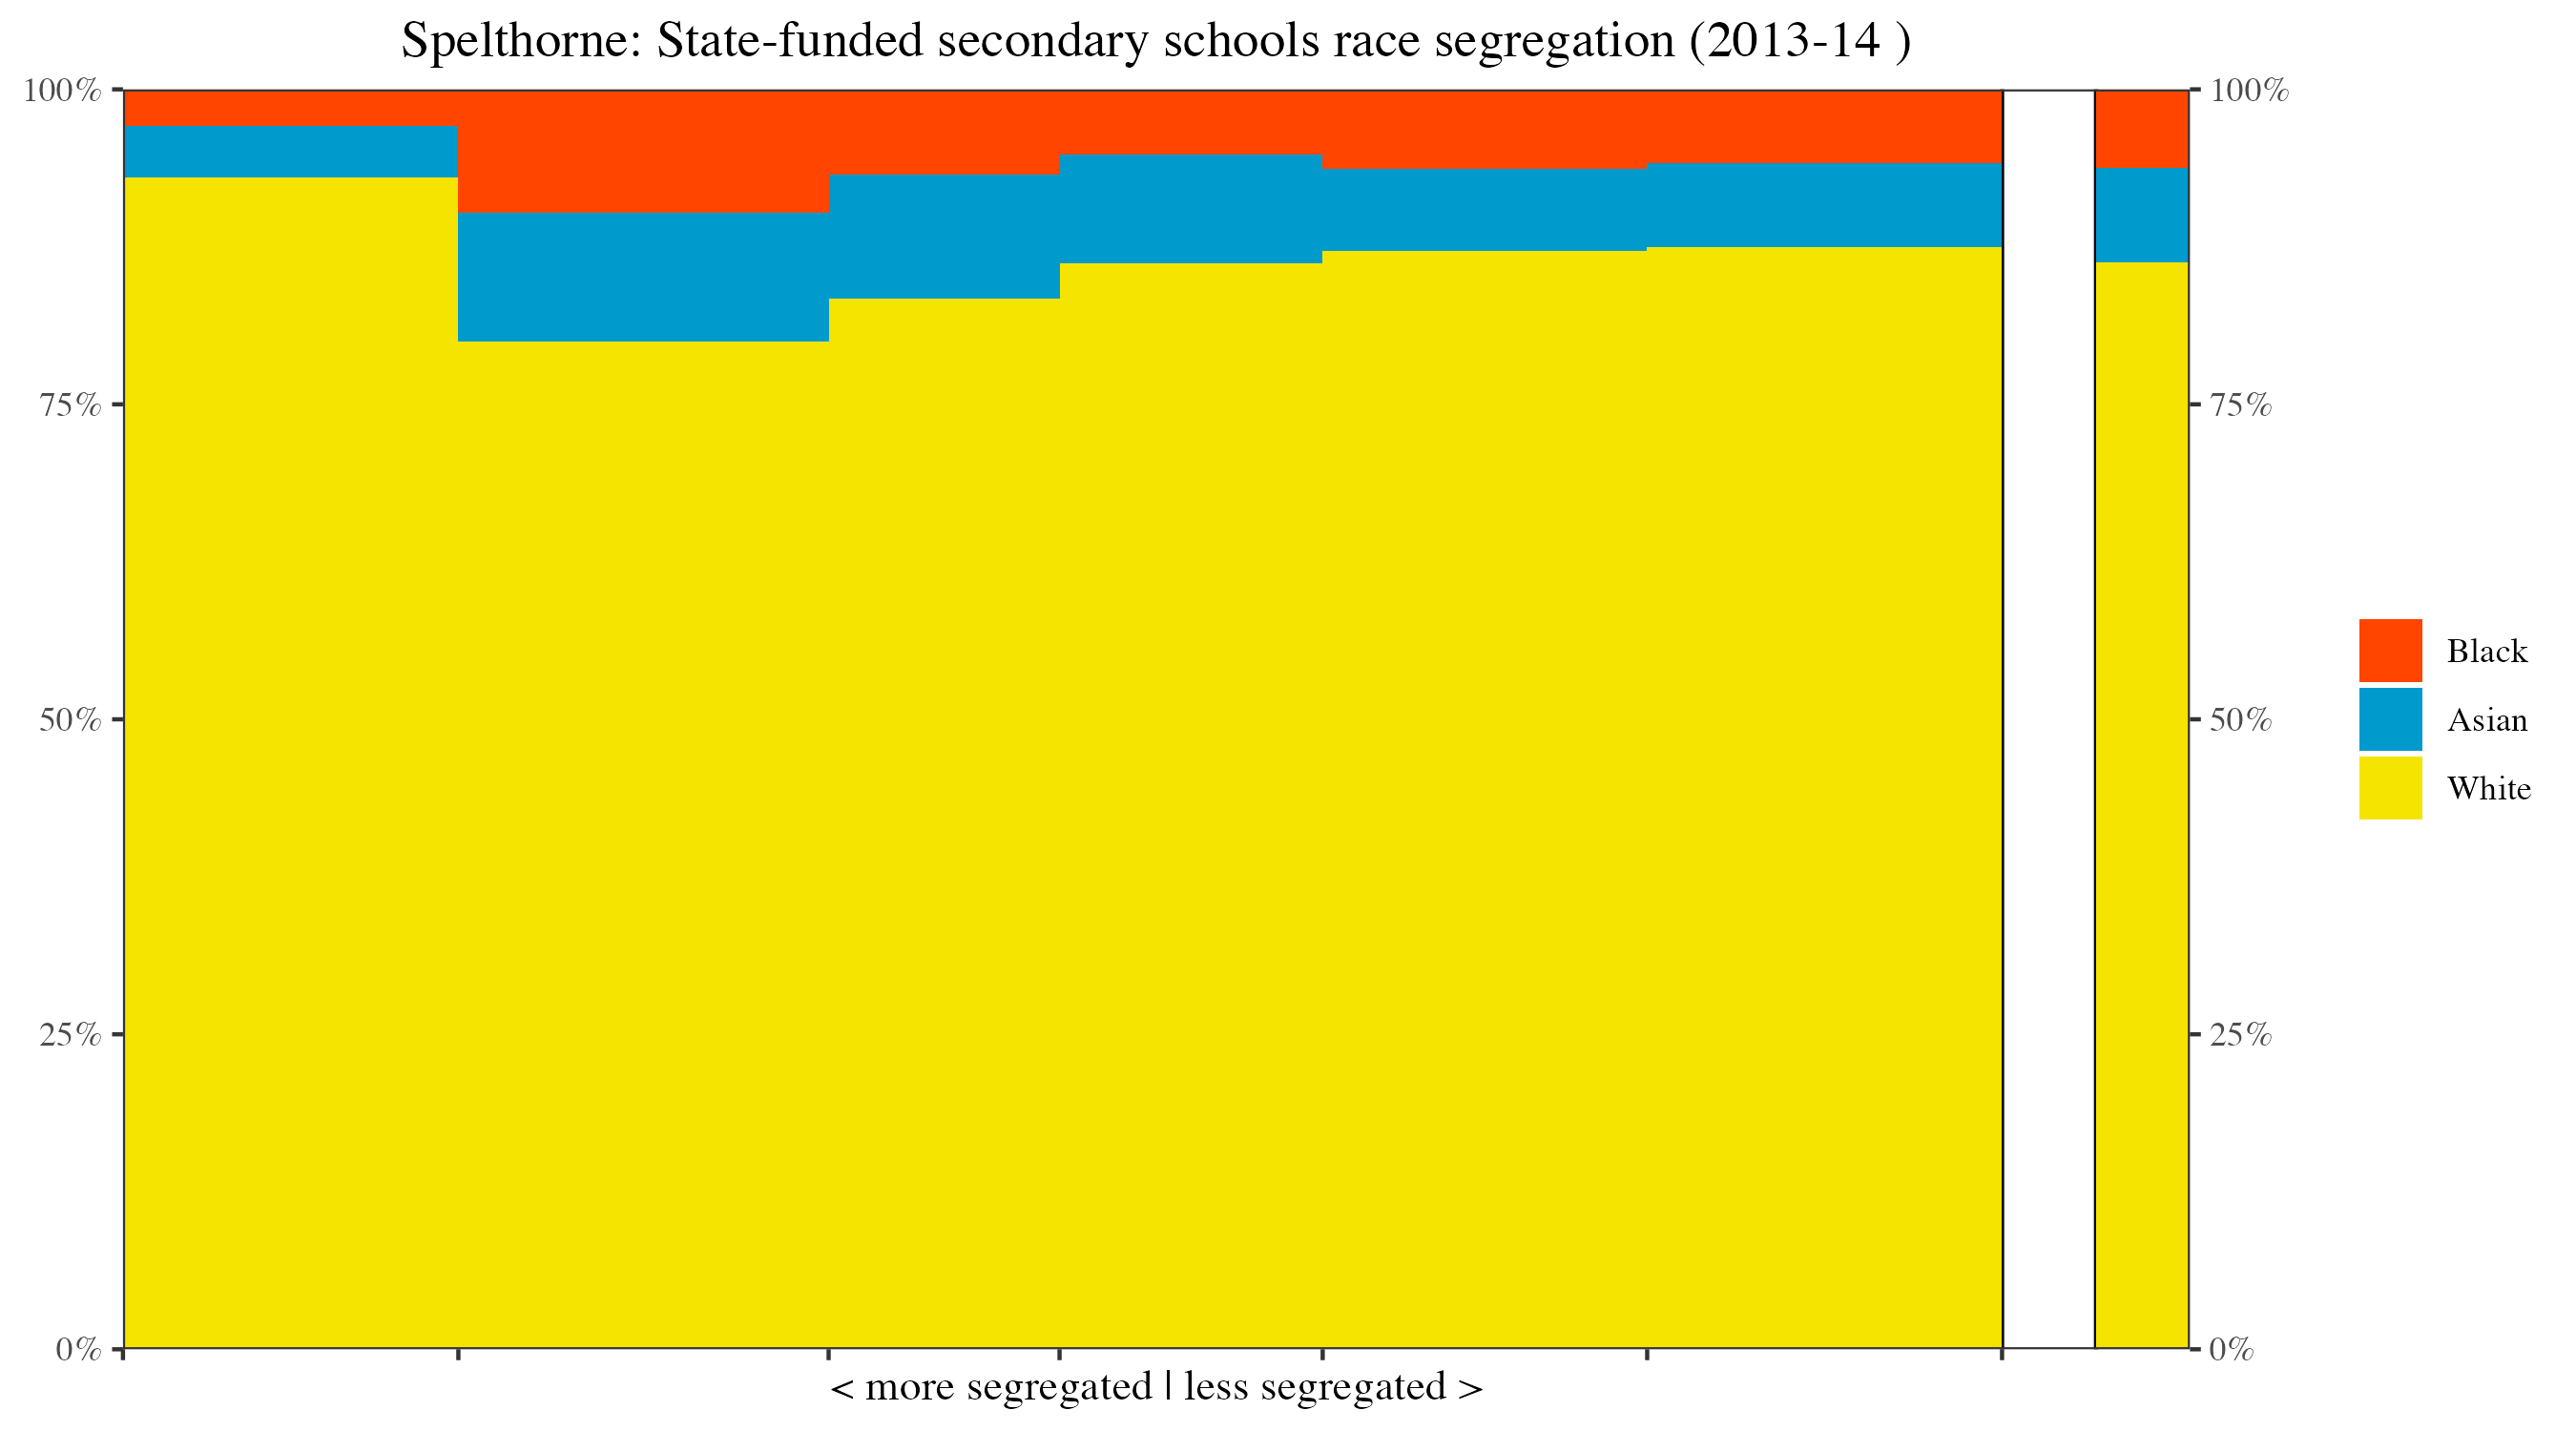 Spelthorne: State-funded secondary schools race segregation (2013-14 )
100%
75%
50%
25%
0%
100%
75%
50%
25%
0%
Black
Asian
White
< more segregated | less segregated >